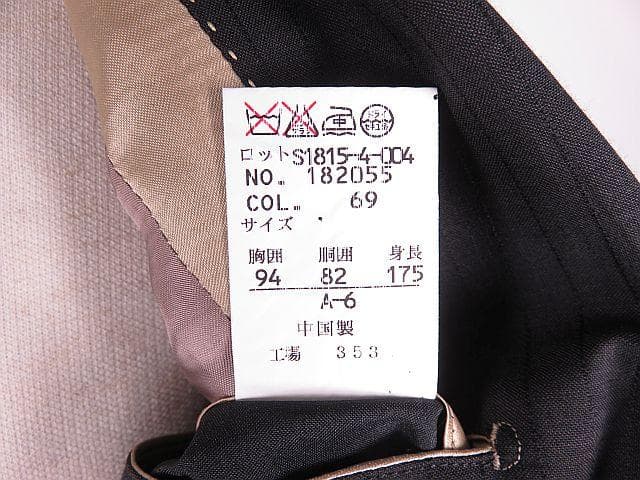 ロット S1815-4-004
NO. 182055
COL. 69
サイズ
胸囲 胴囲 身長
94 82 175
A-6
中国製
工場 353